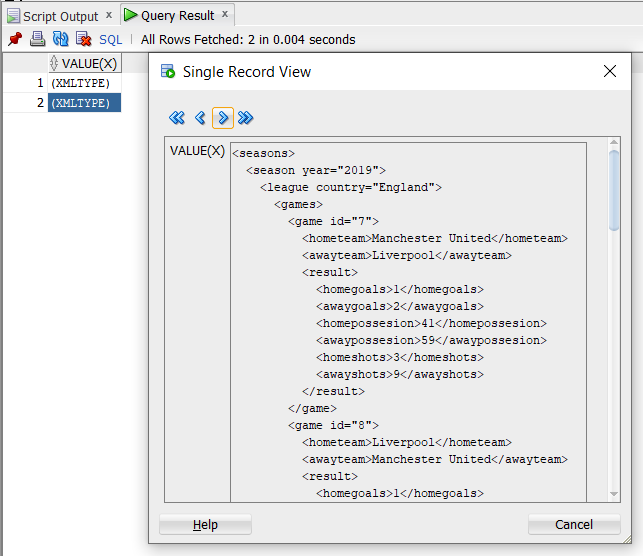 Script Output x Query Result x
SQL | All Rows Fetched: 2 in 0.004 seconds
VALUE(X)
1 (XMLTYPE)
2 (XMLTYPE)
Single Record View
VALUE(X)
<seasons>
<season year="2019">
<league country="England">
<games>
<game id="7">
<hometeam>Manchester United</hometeam>
<awayteam>Liverpool</awayteam>
<result>
<homegoals>1</homegoals>
<awaygoals>2</awaygoals>
<homepossesion>41</homepossesion>
<awaypossesion>59</awaypossesion>
<homeshots>3</homeshots>
<awayshots>9</awayshots>
</result>
</game>
<game id="8">
<hometeam>Liverpool</hometeam>
<awayteam>Manchester United</awayteam>
<result>
<homegoals>1</homegoals>
Help
Cancel